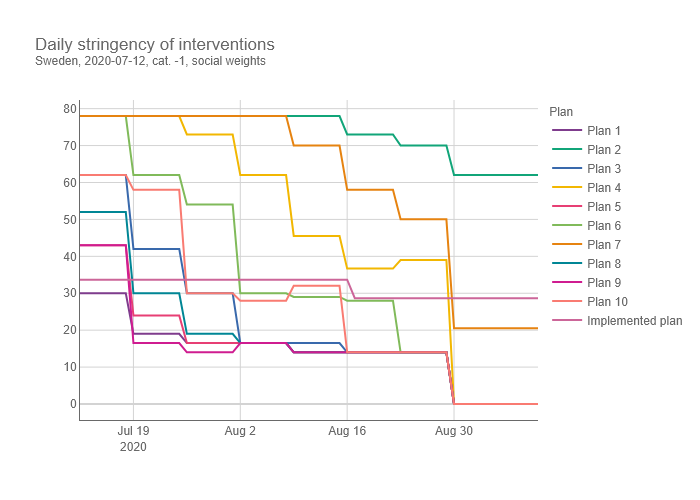 Daily stringency of interventions
Sweden, 2020-07-12, cat. -1, social weights
80
70
60
50
40
30
20
10
0
Jul 19
2020
Aug 2
Aug 16
Aug 30
Plan
Plan 1
Plan 2
Plan 3
Plan 4
Plan 5
Plan 6
Plan 7
Plan 8
Plan 9
Plan 10
Implemented plan